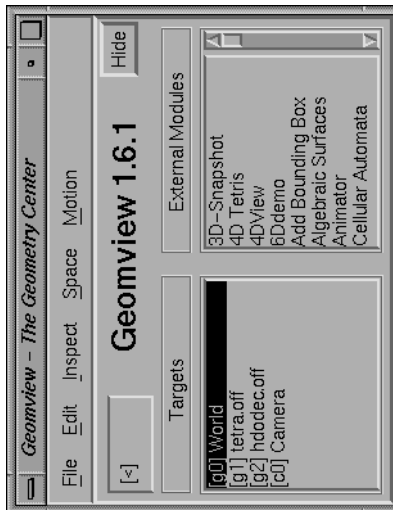 Geomview - The Geometry Center
File Edit Inspect Space Motion
[<] Geomview 1.6.1 Hide
Targets
[g0] World
[g1] tetra.off
[g2] hdodec.off
[c0] Camera
External Modules
3D-Snapshot
4D Tetris
4DView
6Ddemo
Add Bounding Box
Algebraic Surfaces
Animator
Cellular Automata